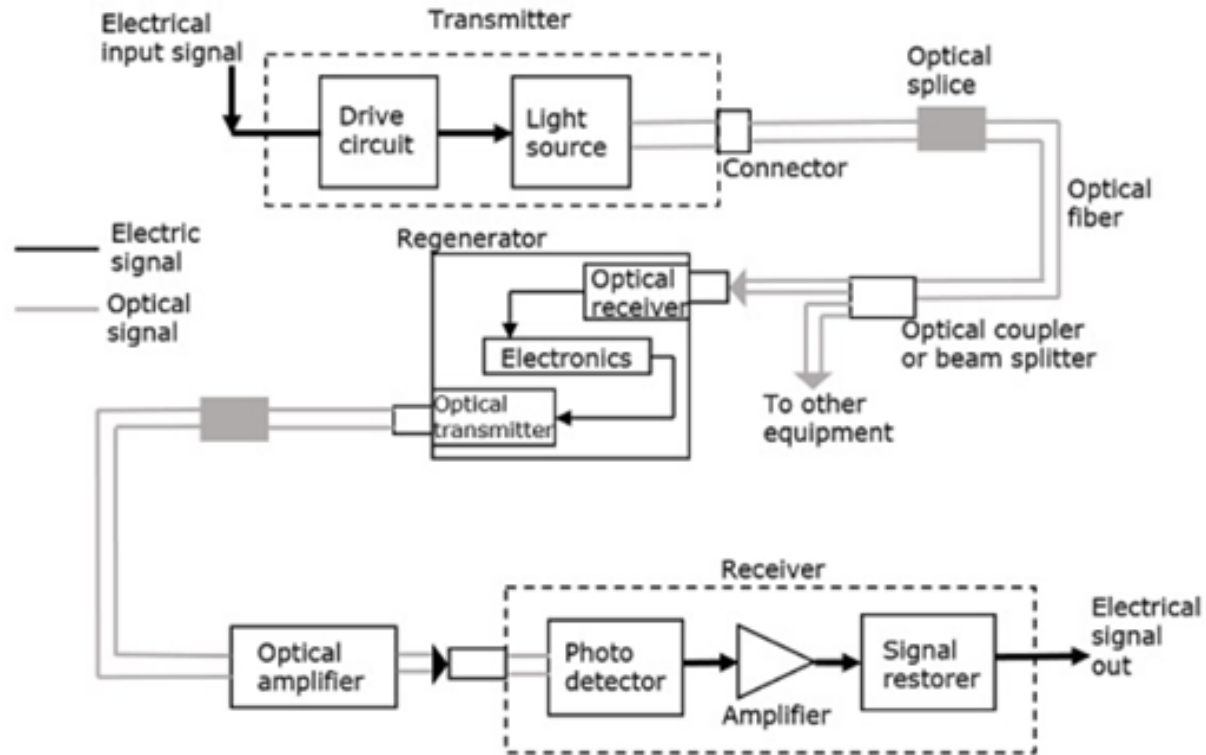 Electrical
input signal
Transmitter
Drive
circuit
Light
source
Connector
Optical
splice
Optical
fiber
Electric
signal
Optical
signal
Regenerator
Optical
receiver
Electronics
Optical
transmitter
Optical coupler
or beam splitter
To other
equipment
Receiver
Optical
amplifier
Photo
detector
Amplifier
Signal
restorer
Electrical
signal
out